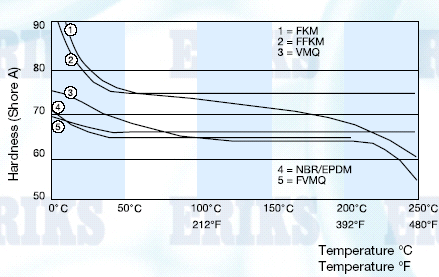 90
80
70
60
50
Hardness (Shore A)
1
2
3
4
5
1 = FKM
2 = FFKM
3 = VMQ
4 = NBR/EPDM
5 = FVMQ
0°C 50°C 100°C 150°C 200°C 250°C
212°F 392°F 480°F
Temperature °C
Temperature °F
ERIKS